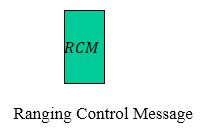 RCM
Ranging Control Message